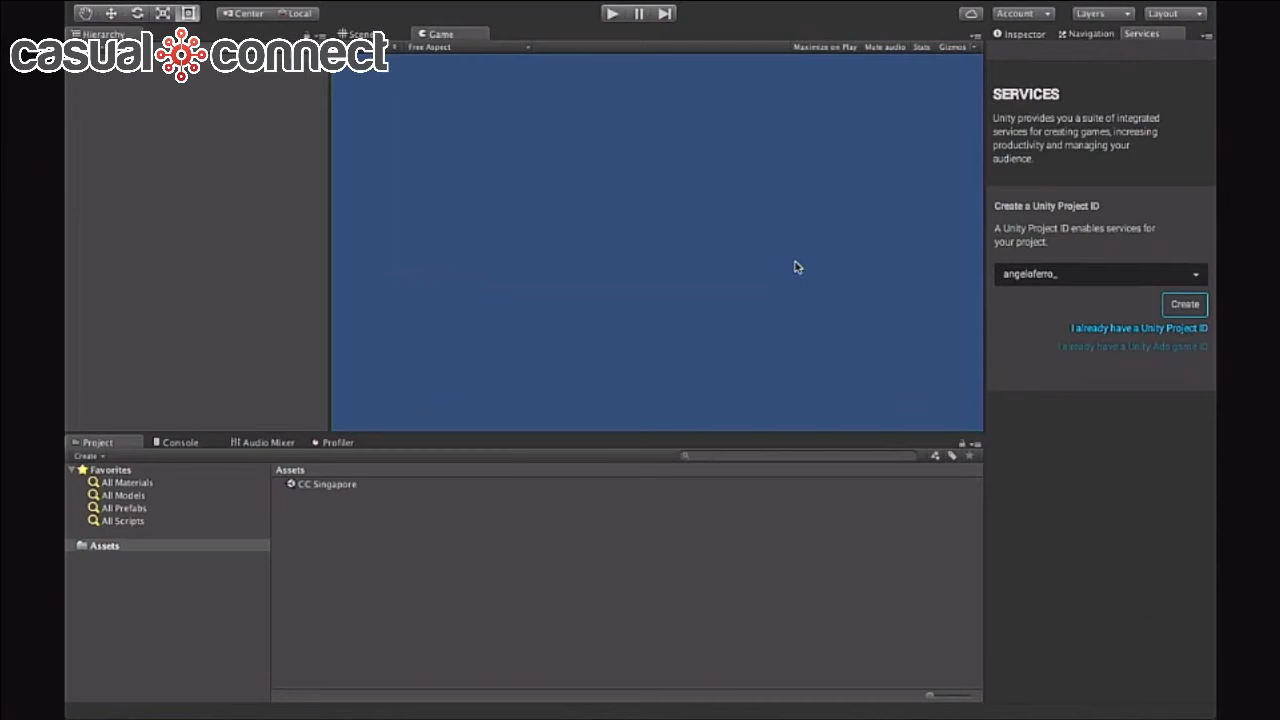 Center
Local
Account
Layers
Layout
Hierarchy
Scene
Game
Inspector
Navigation
Services
casual connect
Free Aspect
Maximize on Play
Mute audio
Stats
Gizmos
SERVICES
Unity provides you a suite of integrated
services for creating games, increasing
productivity and managing your
audience.
Create a Unity Project ID
A Unity Project ID enables services for
your project.
angeloferro_
Create
I already have a Unity Project ID
I already have a Unity Ads game ID
Project
Console
Audio Mixer
Profiler
Create
Favorites
All Materials
All Models
All Prefabs
All Scripts
Assets
Assets
CC Singapore